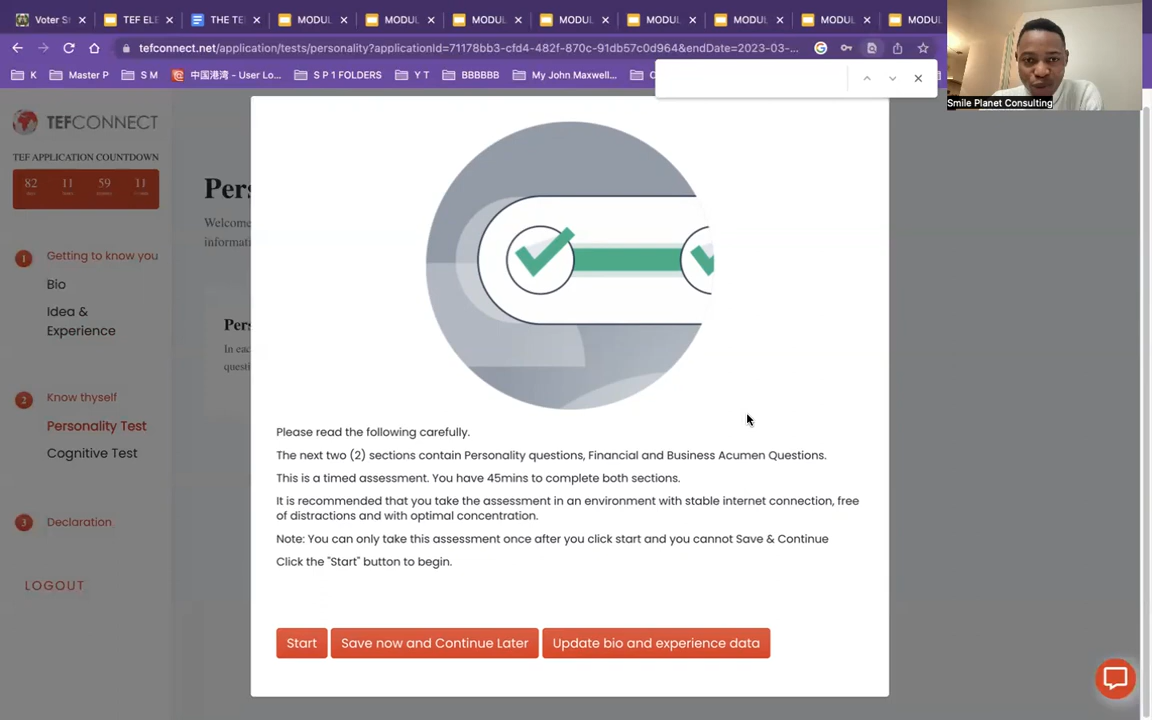 Voter S
TEF ELE
THE TE
MODUL
MODUL
MODUL
MODUL
MODUL
MODUL
MODUL
MODUL
tefconnect.net/application/tests/personality?applicationId=71178bb3-cfd4-482f-870c-91db57c0d964&endDate=2023-03-...
K
Master P
S M
中国港湾 - User Lo...
S P 1 FOLDERS
Y T
BBBBBB
My John Maxwell...
Smile Planet Consulting
TEFCONNECT
TEF APPLICATION COUNTDOWN
82 11 59 11
1 Getting to know you
Bio
Idea &
Experience
2 Know thyself
Personality Test
Cognitive Test
3 Declaration
LOGOUT
Pers
Welcome
informati
Pers
In eac
questi
Please read the following carefully.
The next two (2) sections contain Personality questions, Financial and Business Acumen Questions.
This is a timed assessment. You have 45mins to complete both sections.
It is recommended that you take the assessment in an environment with stable internet connection, free
of distractions and with optimal concentration.
Note: You can only take this assessment once after you click start and you cannot Save & Continue
Click the "Start" button to begin.
Start
Save now and Continue Later
Update bio and experience data